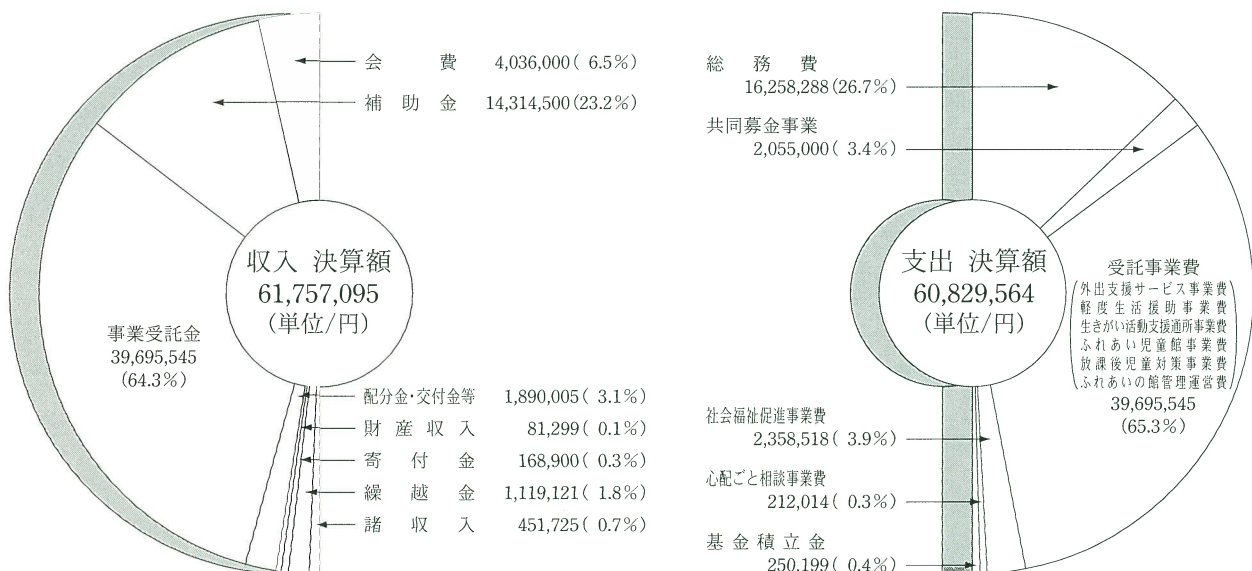 会費 4,036,000( 6.5%)
補助金 14,314,500(23.2%)
収入 決算額
61,757,095
(単位/円)
事業受託金
39,695,545
(64.3%)
配分金・交付金等 1,890,005( 3.1%)
財産収入 81,299( 0.1%)
寄付金 168,900( 0.3%)
繰越金 1,119,121( 1.8%)
諸収入 451,725( 0.7%)
総務費
16,258,288(26.7%)
共同募金事業
2,055,000( 3.4%)
支出 決算額
60,829,564
(単位/円)
受託事業費
外出支援サービス事業費
軽度生活援助事業費
生きがい活動支援通所事業費
ふれあい児童館事業費
放課後児童対策事業費
ふれあいの館管理運営費
39,695,545
(65.3%)
社会福祉促進事業費
2,358,518( 3.9%)
心配ごと相談事業費
212,014( 0.3%)
基金積立金
250,199( 0.4%)